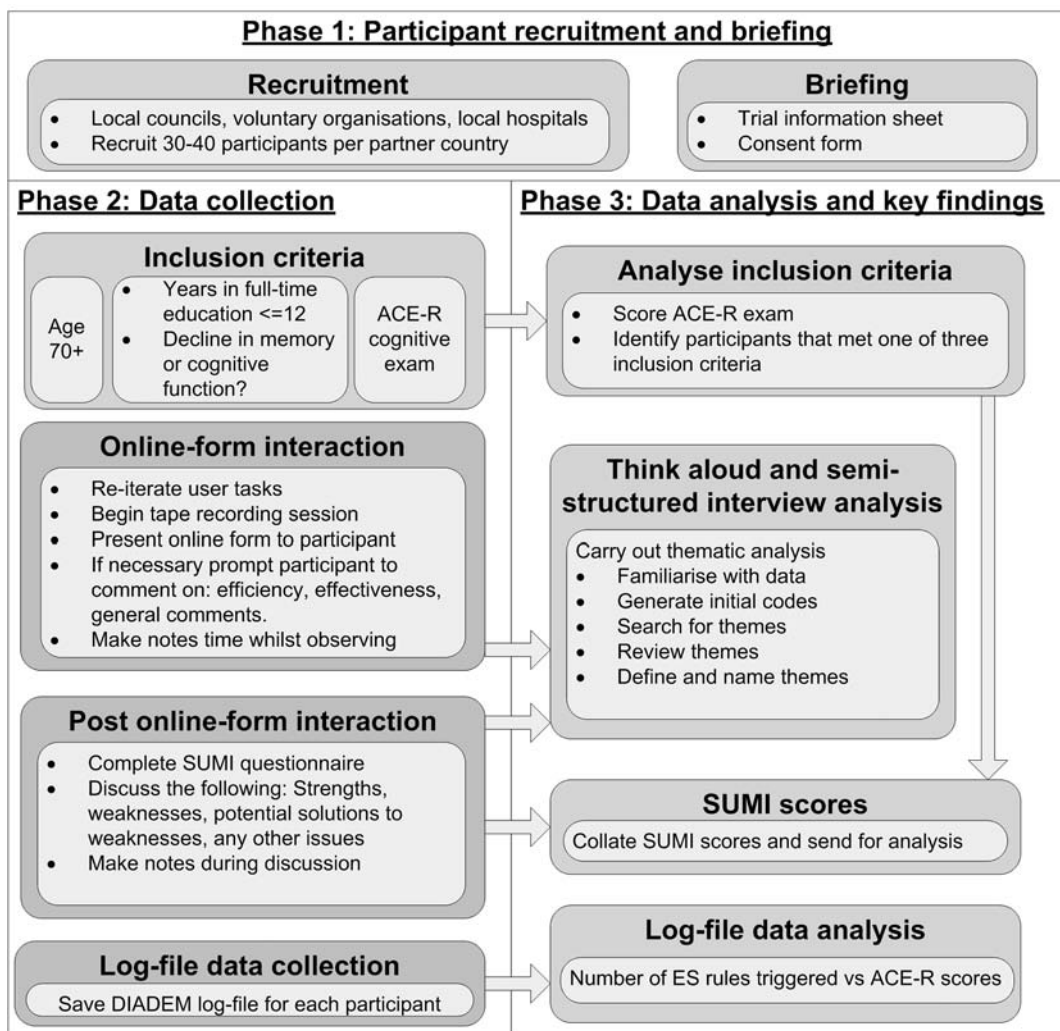 Phase 1: Participant recruitment and briefing
Recruitment
• Local councils, voluntary organisations, local hospitals
• Recruit 30-40 participants per partner country
Briefing
• Trial information sheet
• Consent form
Phase 2: Data collection
Inclusion criteria
Age
70+
• Years in full-time
education <=12
• Decline in memory
or cognitive
function?
ACE-R
cognitive
exam
Online-form interaction
• Re-iterate user tasks
• Begin tape recording session
• Present online form to participant
• If necessary prompt participant to
comment on: efficiency, effectiveness,
general comments.
• Make notes time whilst observing
Post online-form interaction
• Complete SUMI questionnaire
• Discuss the following: Strengths,
weaknesses, potential solutions to
weaknesses, any other issues
• Make notes during discussion
Log-file data collection
Save DIADEM log-file for each participant
Phase 3: Data analysis and key findings
Analyse inclusion criteria
• Score ACE-R exam
• Identify participants that met one of three
inclusion criteria
Think aloud and semi-
structured interview analysis
Carry out thematic analysis
• Familiarise with data
• Generate initial codes
• Search for themes
• Review themes
• Define and name themes
SUMI scores
Collate SUMI scores and send for analysis
Log-file data analysis
Number of ES rules triggered vs ACE-R scores